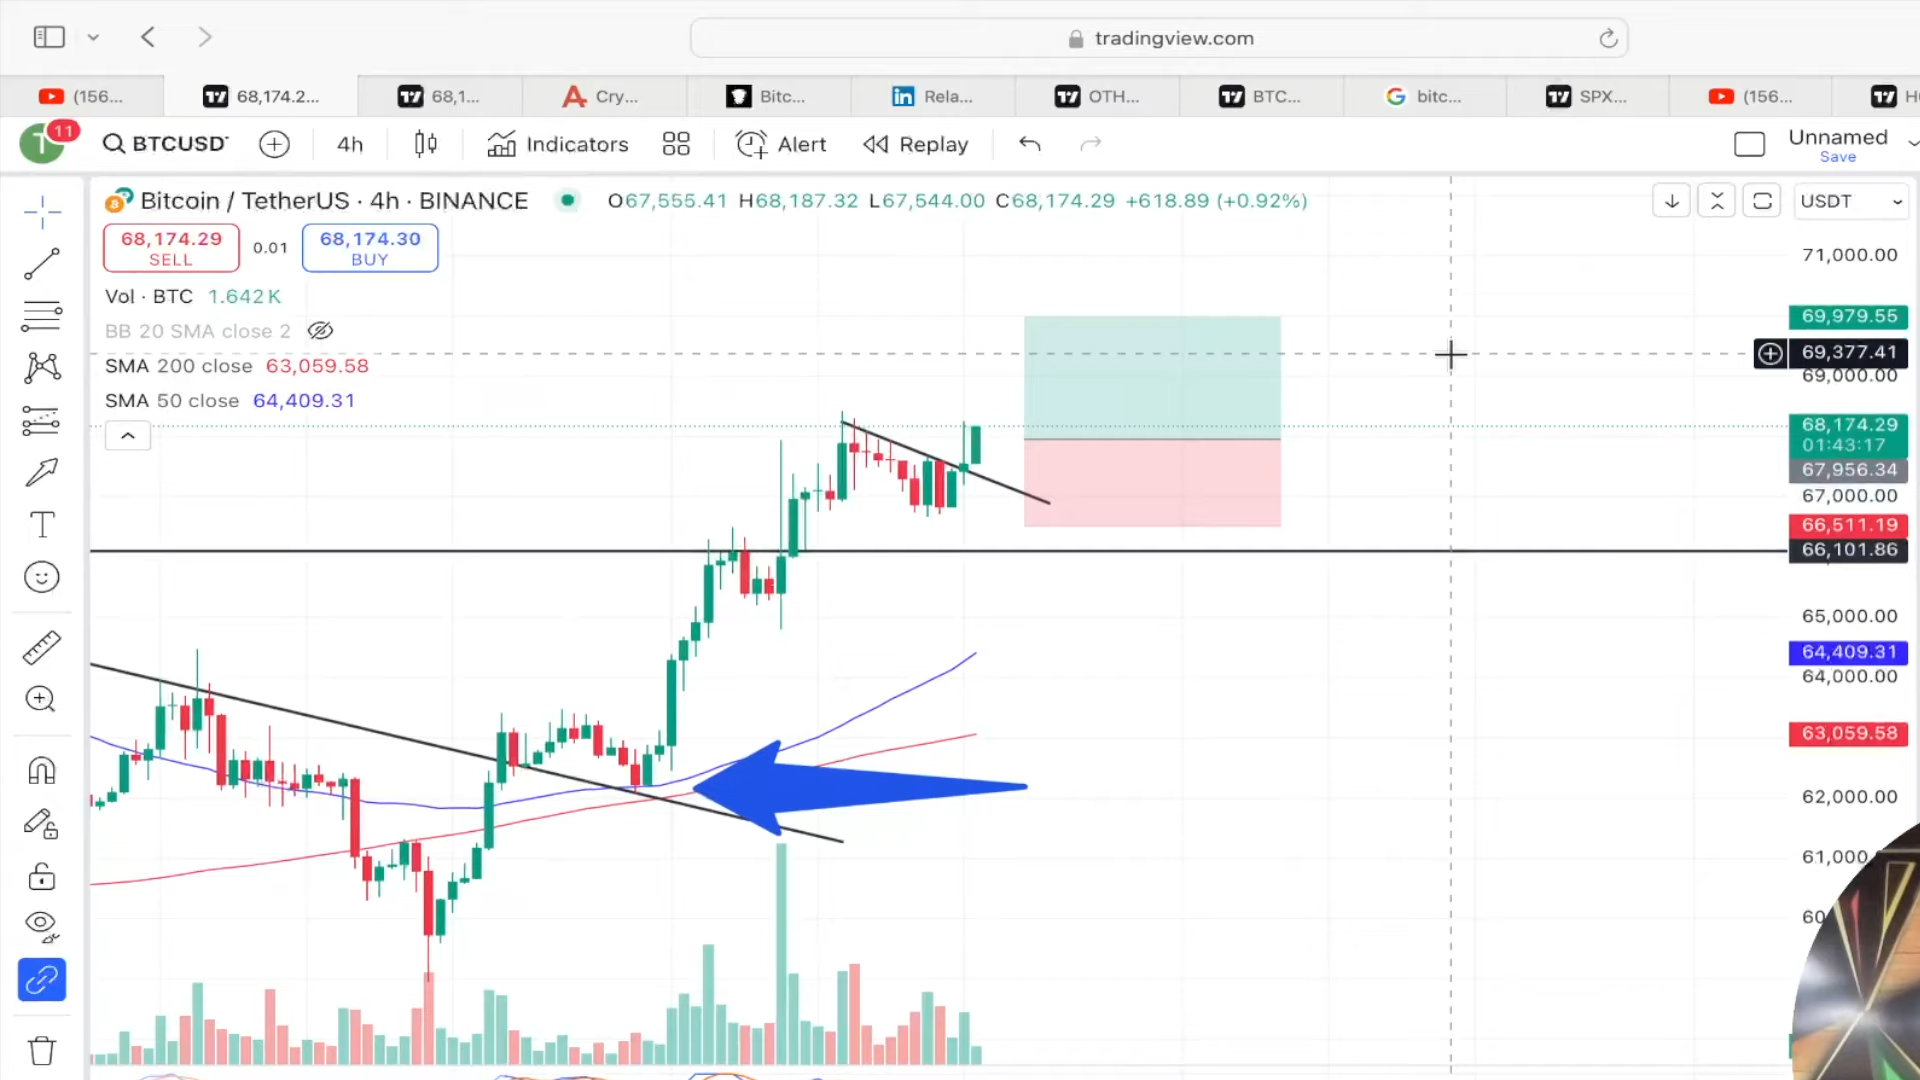 tradingview.com
(156...
68,174.2...
68,1...
Cry...
Bitc...
Rela...
OTH...
BTC...
bitc...
SPX...
(156...
T
11
BTCUSD
4h
Indicators
Alert
Replay
Unnamed
Save
Bitcoin / TetherUS · 4h · BINANCE
O67,555.41 H68,187.32 L67,544.00 C68,174.29 +618.89 (+0.92%)
USDT
68,174.29
SELL
0.01
68,174.30
BUY
Vol · BTC 1.642K
BB 20 SMA close 2
SMA 200 close 63,059.58
SMA 50 close 64,409.31
71,000.00
69,979.55
69,377.41
69,000.00
68,174.29
01:43:17
67,956.34
67,000.00
66,511.19
66,101.86
65,000.00
64,409.31
64,000.00
63,059.58
62,000.00
61,000
60